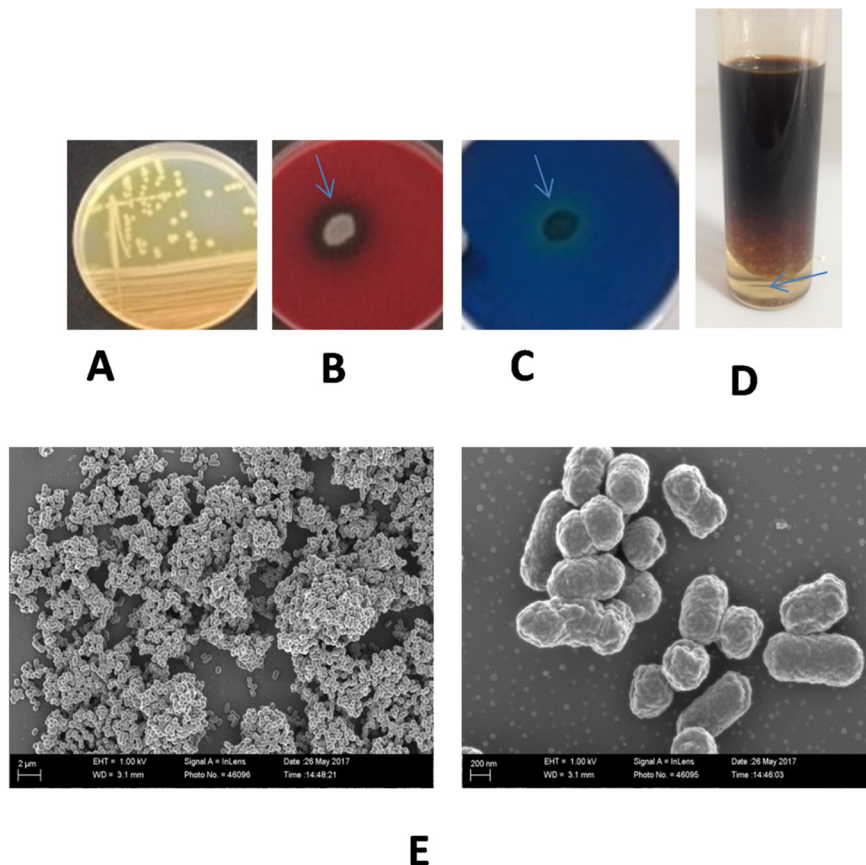 A
B
C
D
2 µm
EHT = 1.00 kV
WD = 3.1 mm
Signal A = InLens
Photo No. = 46096
Date :26 May 2017
Time :14:48:21
200 nm
EHT = 1.00 kV
WD = 3.1 mm
Signal A = InLens
Photo No. = 46095
Date :26 May 2017
Time :14:46:03
E